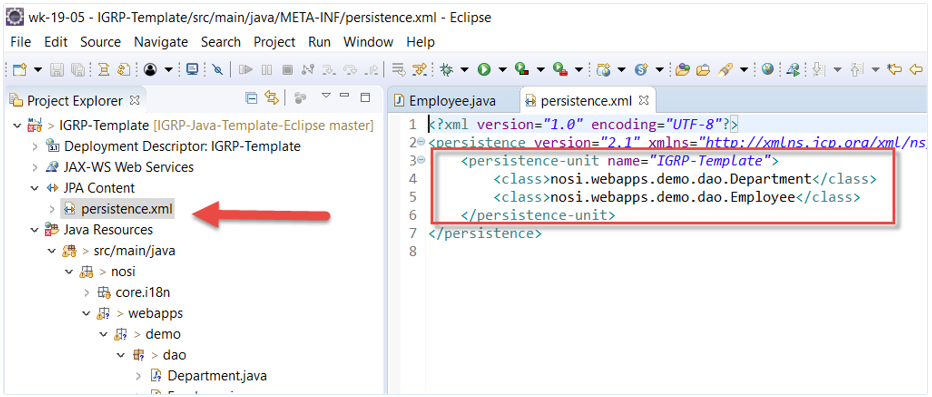 wk-19-05 - IGRP-Template/src/main/java/META-INF/persistence.xml - Eclipse
File Edit Source Navigate Search Project Run Window Help
Project Explorer
IGRP-Template [IGRP-Java-Template-Eclipse master]
Deployment Descriptor: IGRP-Template
JAX-WS Web Services
JPA Content
persistence.xml
Java Resources
> src/main/java
> nosi
> core.i18n
> webapps
> demo
> dao
Department.java
Employee.java
persistence.xml
1 <?xml version="1.0" encoding="UTF-8"?>
2 <persistence version="2.1" xmlns="http://xmlns.jcp.org/xml/ns
3 <persistence-unit name="IGRP-Template">
4 <class>nosi.webapps.demo.dao.Department</class>
5 <class>nosi.webapps.demo.dao.Employee</class>
6 </persistence-unit>
7 </persistence>
8